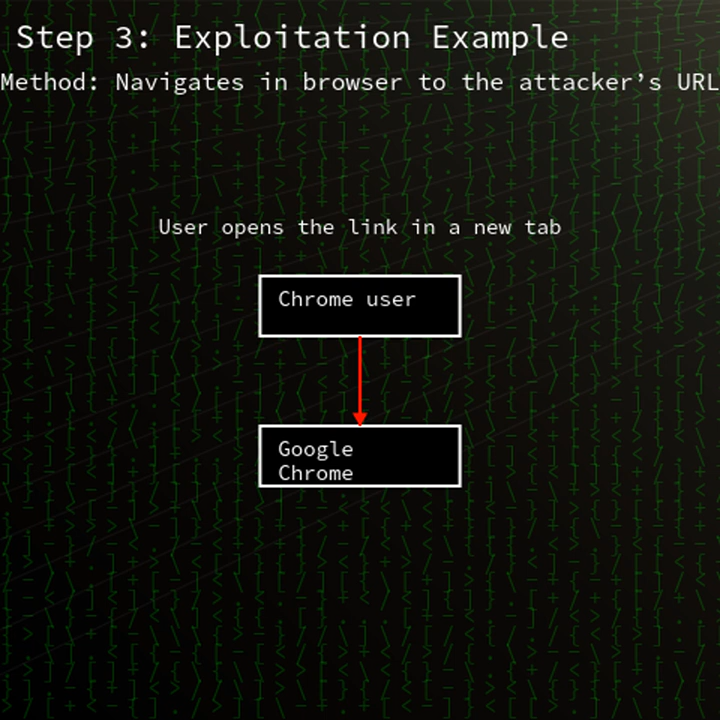 Step 3: Exploitation Example
Method: Navigates in browser to the attacker’s URL
User opens the link in a new tab
Chrome user
Google
Chrome